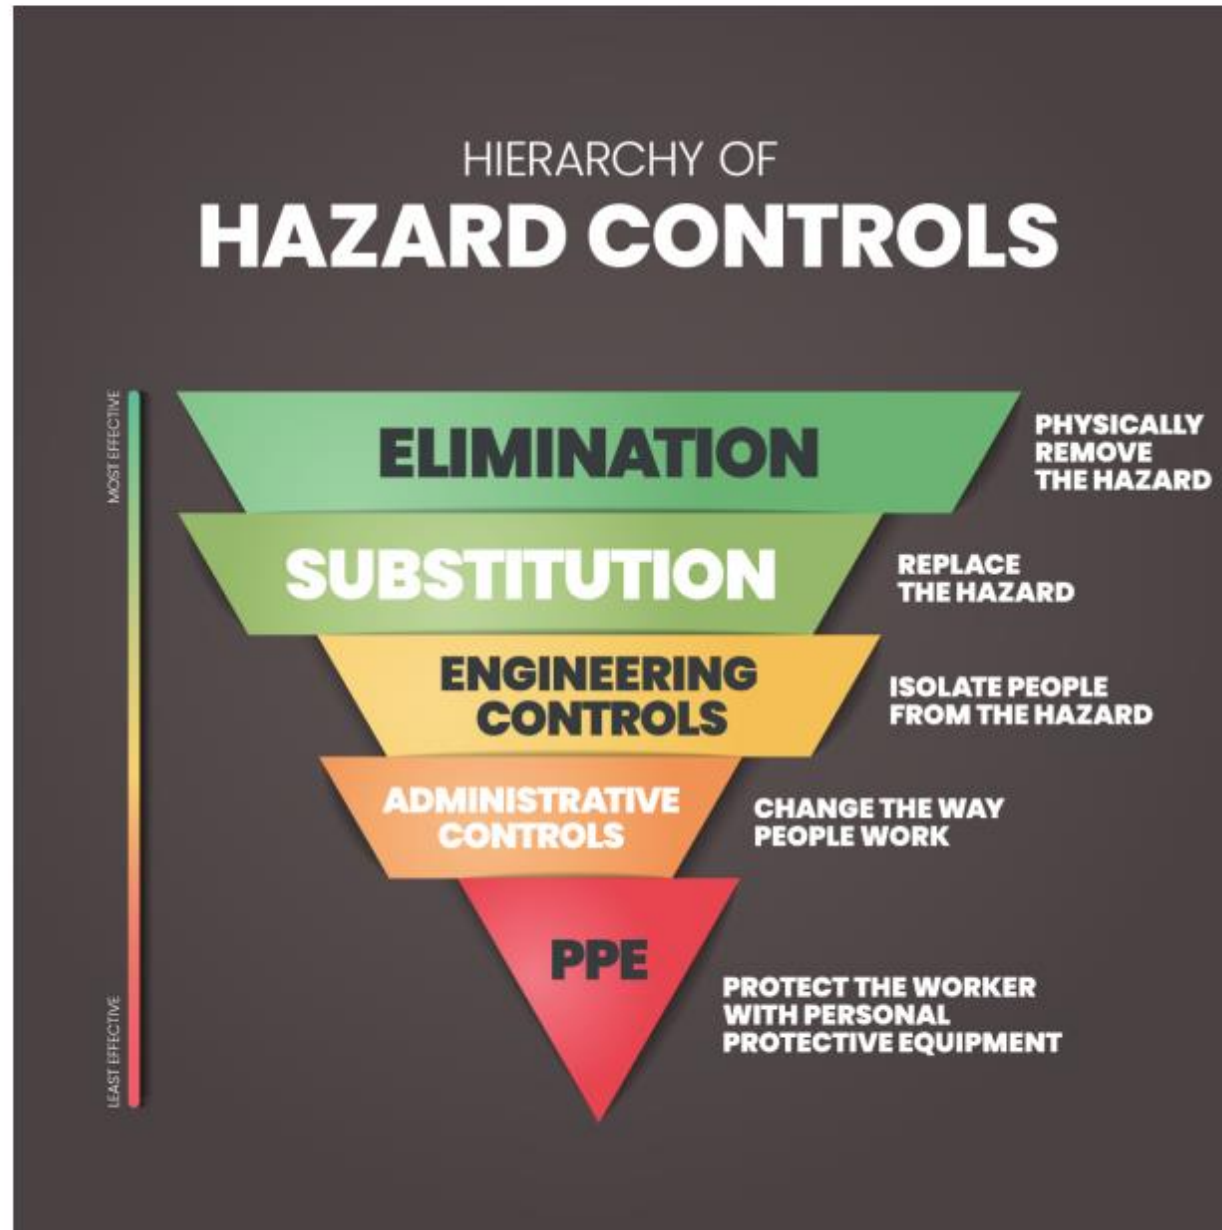 HIERARCHY OF
HAZARD CONTROLS
MOST EFFECTIVE
ELIMINATION
PHYSICALLY
REMOVE
THE HAZARD
SUBSTITUTION
REPLACE
THE HAZARD
ENGINEERING
CONTROLS
ISOLATE PEOPLE
FROM THE HAZARD
ADMINISTRATIVE
CONTROLS
CHANGE THE WAY
PEOPLE WORK
PPE
PROTECT THE WORKER
WITH PERSONAL
PROTECTIVE EQUIPMENT
LEAST EFFECTIVE